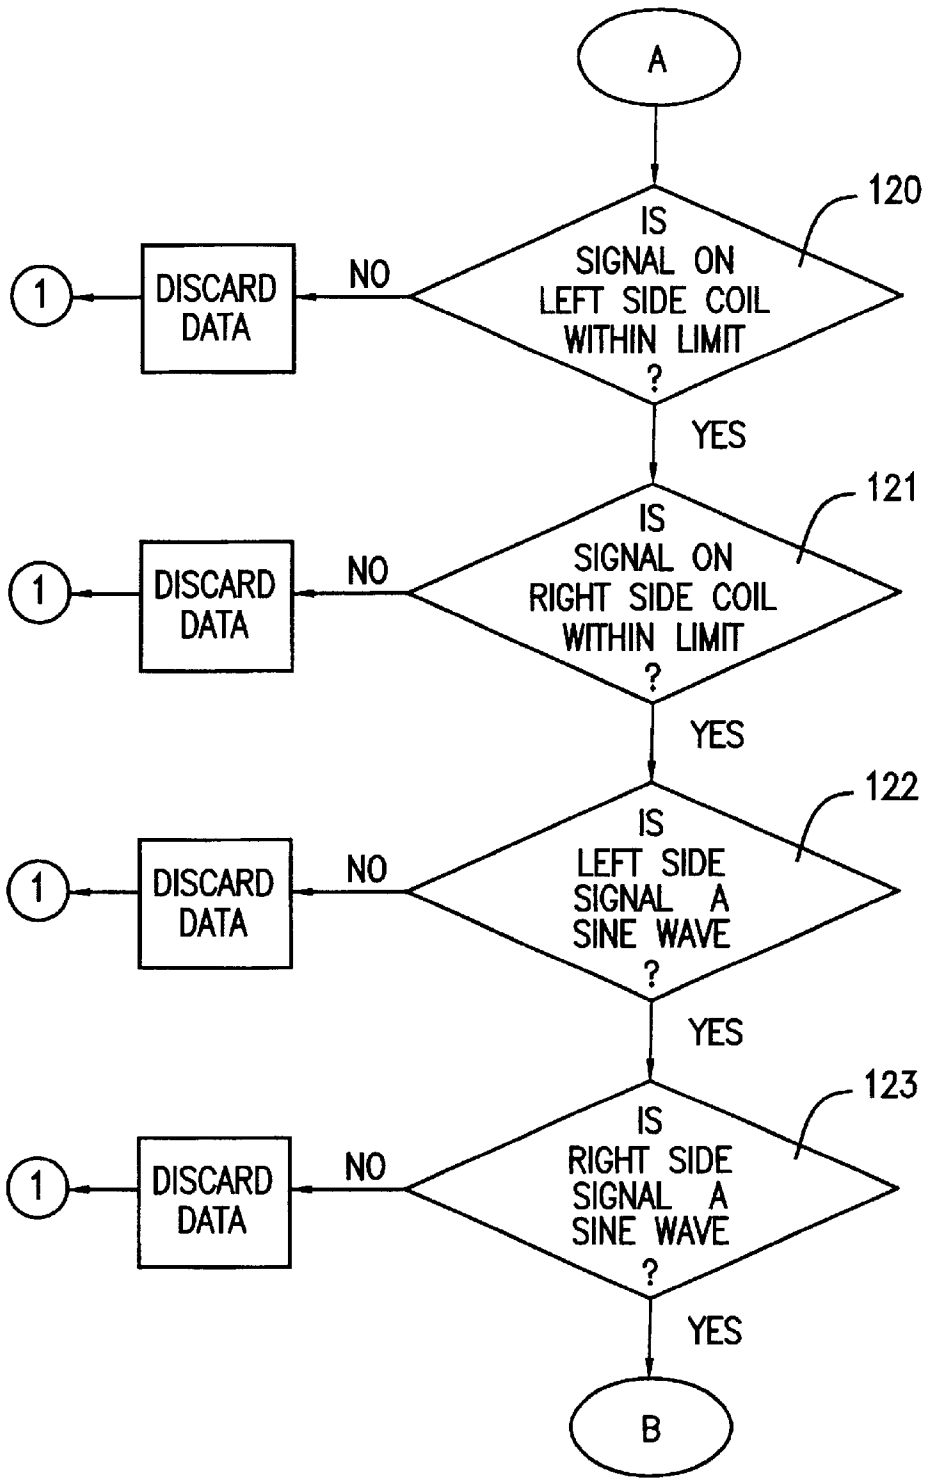 A
120
IS
SIGNAL ON
LEFT SIDE COIL
WITHIN LIMIT
?
NO
DISCARD
DATA
1
YES
121
IS
SIGNAL ON
RIGHT SIDE COIL
WITHIN LIMIT
?
NO
DISCARD
DATA
1
YES
122
IS
LEFT SIDE
SIGNAL A
SINE WAVE
?
NO
DISCARD
DATA
1
YES
123
IS
RIGHT SIDE
SIGNAL A
SINE WAVE
?
NO
DISCARD
DATA
1
YES
B